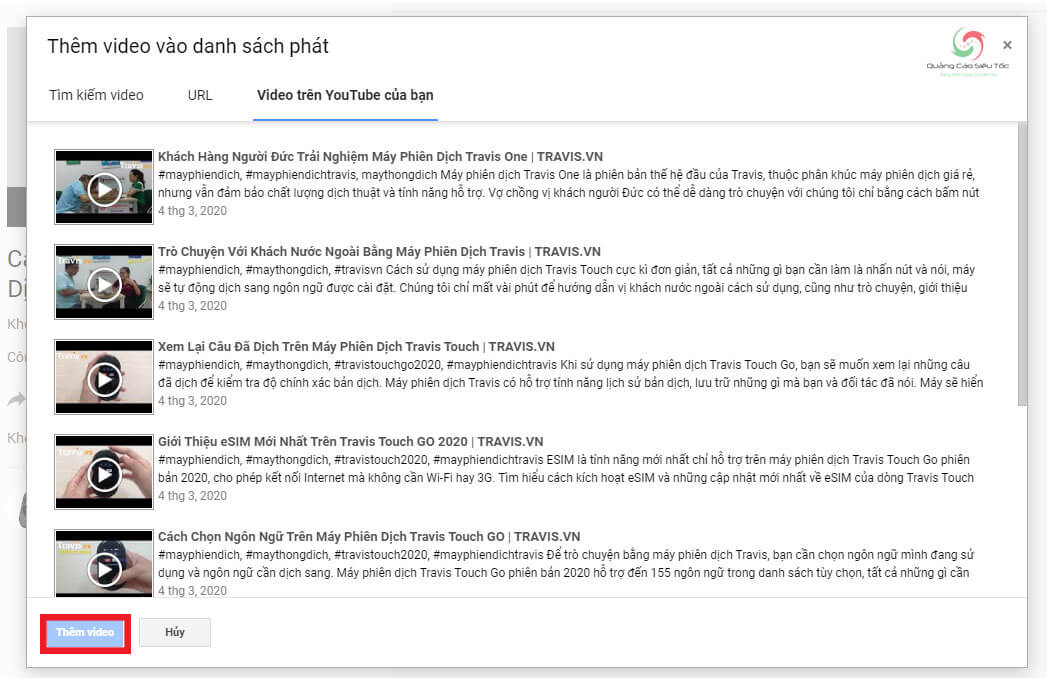 Thêm video vào danh sách phát
Quảng Cáo Siêu Tốc
Tìm kiếm video
URL
Video trên YouTube của bạn
Khách Hàng Người Đức Trải Nghiệm Máy Phiên Dịch Travis One | TRAVIS.VN
#mayphiendich, #mayphiendichtravis, maythongdich Máy phiên dịch Travis One là phiên bản thế hệ đầu của Travis, thuộc phân khúc máy phiên dịch giá rẻ,
nhưng vẫn đảm bảo chất lượng dịch thuật và tính năng hỗ trợ. Vợ chồng vị khách người Đức có thể dễ dàng trò chuyện với chúng tôi chỉ bằng cách bấm nút
4 thg 3, 2020
Trò Chuyện Với Khách Nước Ngoài Bằng Máy Phiên Dịch Travis | TRAVIS.VN
#mayphiendich, #maythongdich, #travisvn Cách sử dụng máy phiên dịch Travis Touch cực kì đơn giản, tất cả những gì bạn cần làm là nhấn nút và nói, máy
sẽ tự động dịch sang ngôn ngữ được cài đặt. Chúng tôi chỉ mất vài phút để hướng dẫn vị khách nước ngoài cách sử dụng, cũng như trò chuyện, giới thiệu
4 thg 3, 2020
Xem Lại Câu Đã Dịch Trên Máy Phiên Dịch Travis Touch | TRAVIS.VN
#mayphiendich, #maythongdich, #travistouchgo2020, #mayphiendichtravis Khi sử dụng máy phiên dịch Travis Touch Go, bạn sẽ muốn xem lại những câu
đã dịch để kiểm tra độ chính xác bản dịch. Máy phiên dịch Travis có hỗ trợ tính năng lịch sử bản dịch, lưu trữ những gì mà bạn và đối tác đã nói. Máy sẽ hiển
4 thg 3, 2020
Giới Thiệu eSIM Mới Nhất Trên Travis Touch GO 2020 | TRAVIS.VN
#mayphiendich, #maythongdich, #travistouch2020, #mayphiendichtravis ESIM là tính năng mới nhất chỉ hỗ trợ trên máy phiên dịch Travis Touch Go phiên
bản 2020, cho phép kết nối Internet mà không cần Wi-Fi hay 3G. Tìm hiểu cách kích hoạt eSIM và những cập nhật mới nhất về eSIM của dòng Travis Touch
4 thg 3, 2020
Cách Chọn Ngôn Ngữ Trên Máy Phiên Dịch Travis Touch GO | TRAVIS.VN
#mayphiendich, #maythongdich, #travistouch2020, #mayphiendichtravis Để trò chuyện bằng máy phiên dịch Travis, bạn cần chọn ngôn ngữ mình đang sử
dụng và ngôn ngữ cần dịch sang. Máy phiên dịch Travis Touch Go phiên bản 2020 hỗ trợ đến 155 ngôn ngữ trong danh sách tùy chọn, tất cả những gì cần
4 thg 3, 2020
Thêm video
Hủy